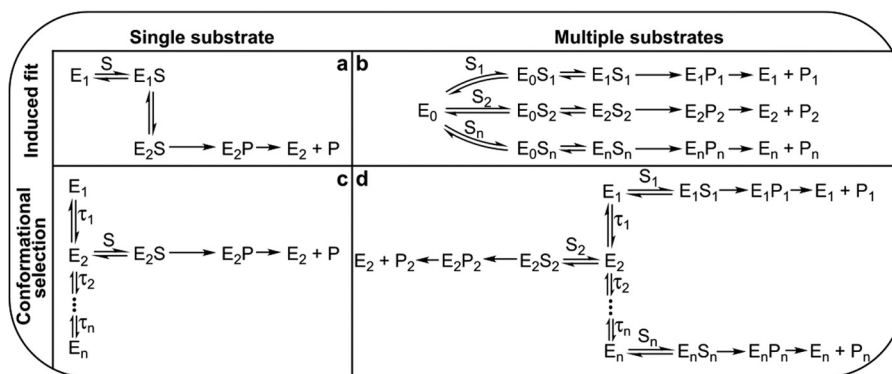 Single substrate
Multiple substrates
Induced fit
a
E₁ S E₁S
E₂S E₂P E₂ + P
b
S₁ E₀S₁ E₁S₁ E₁P₁ E₁ + P₁
E₀ S₂ E₀S₂ E₂S₂ E₂P₂ E₂ + P₂
Sₙ E₀Sₙ EₙSₙ EₙPₙ Eₙ + Pₙ
Conformational
selection
c
E₁
τ₁
E₂ S E₂S E₂P E₂ + P
τ₂
τₙ
Eₙ
d
E₁ S₁ E₁S₁ E₁P₁ E₁ + P₁
τ₁
E₂ + P₂ E₂P₂ E₂S₂ S₂ E₂
τ₂
τₙ
Eₙ Sₙ EₙSₙ EₙPₙ Eₙ + Pₙ